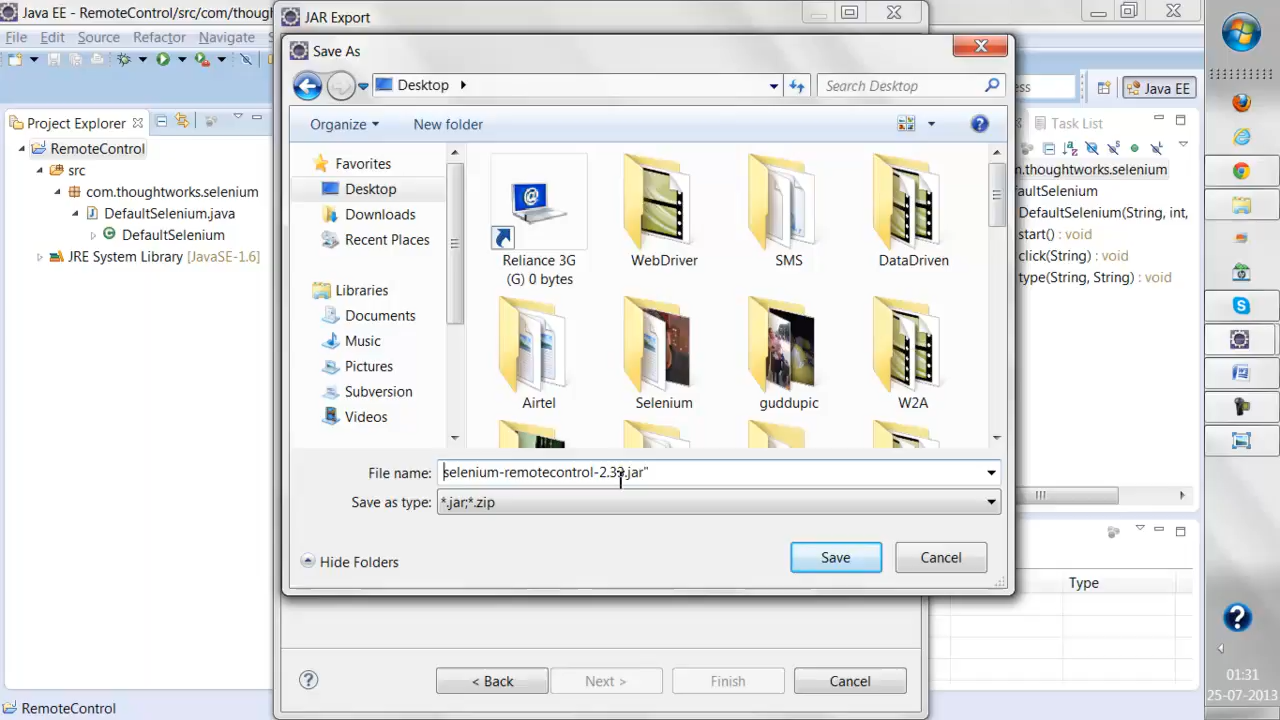 Java EE - RemoteControl/src/com/though
JAR Export
File Edit Source Refactor Navigate
Save As
Desktop
Search Desktop
ess
Java EE
Organize
New folder
Project Explorer
Task List
RemoteControl
src
com.thoughtworks.selenium
DefaultSelenium.java
DefaultSelenium
JRE System Library [JavaSE-1.6]
Favorites
Desktop
Downloads
Recent Places
Libraries
Documents
Music
Pictures
Subversion
Videos
Reliance 3G
(G) 0 bytes
WebDriver
SMS
DataDriven
Airtel
Selenium
guddupic
W2A
.thoughtworks.selenium
faultSelenium
DefaultSelenium(String, int,
start() : void
click(String) : void
type(String, String) : void
File name:
selenium-remotecontrol-2.33.jar"
Save as type:
*.jar;*.zip
Hide Folders
Save
Cancel
Type
< Back
Next >
Finish
Cancel
RemoteControl
01:31
25-07-2013